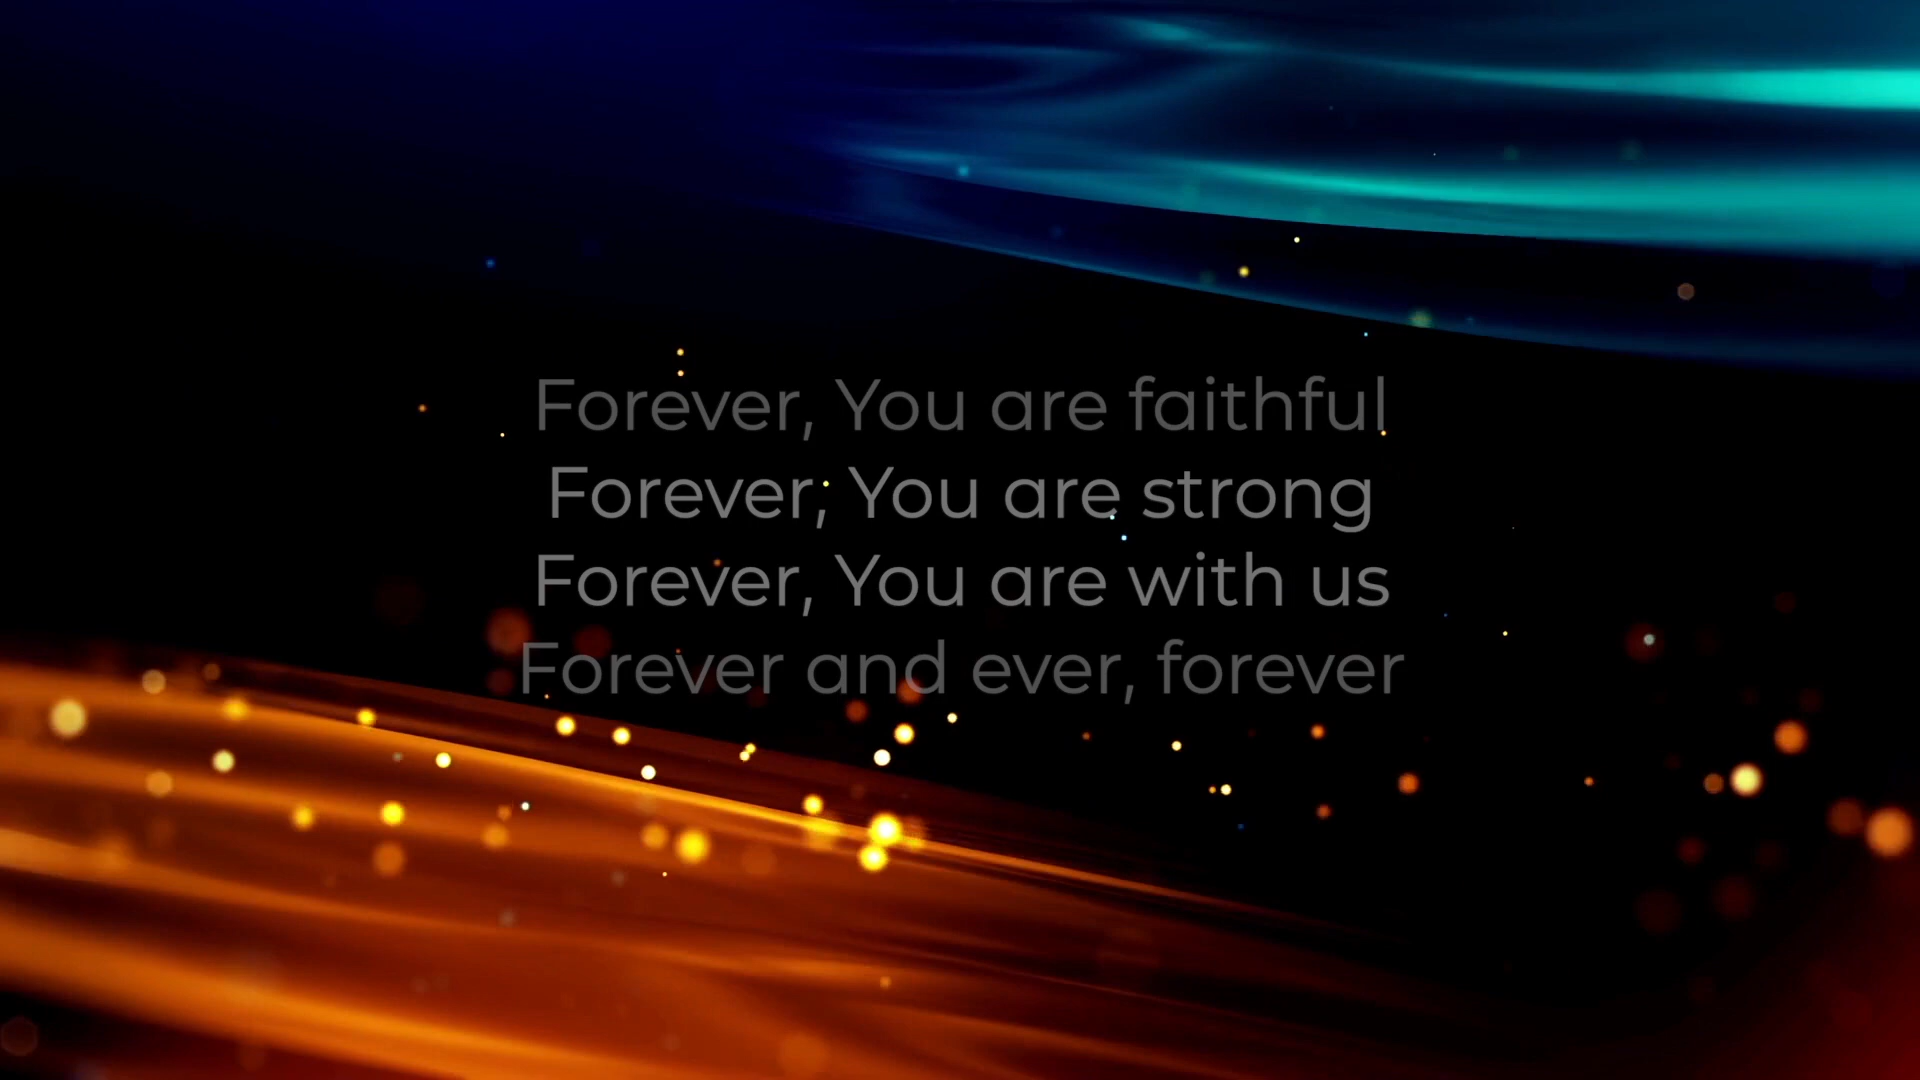 Forever, You are faithful
Forever, You are strong
Forever, You are with us
Forever and ever, forever